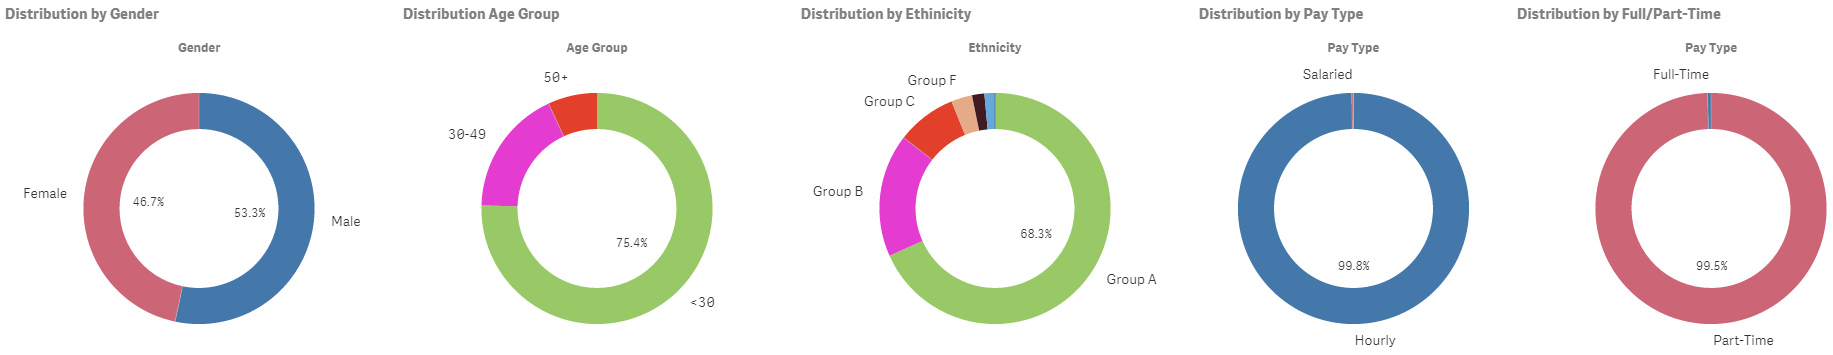 Distribution by Gender
Gender
Female
46.7%
53.3%
Male
Distribution Age Group
Age Group
50+
30-49
75.4%
<30
Distribution by Ethinicity
Ethnicity
Group F
Group C
Group B
68.3%
Group A
Distribution by Pay Type
Pay Type
Salaried
99.8%
Hourly
Distribution by Full/Part-Time
Pay Type
Full-Time
99.5%
Part-Time